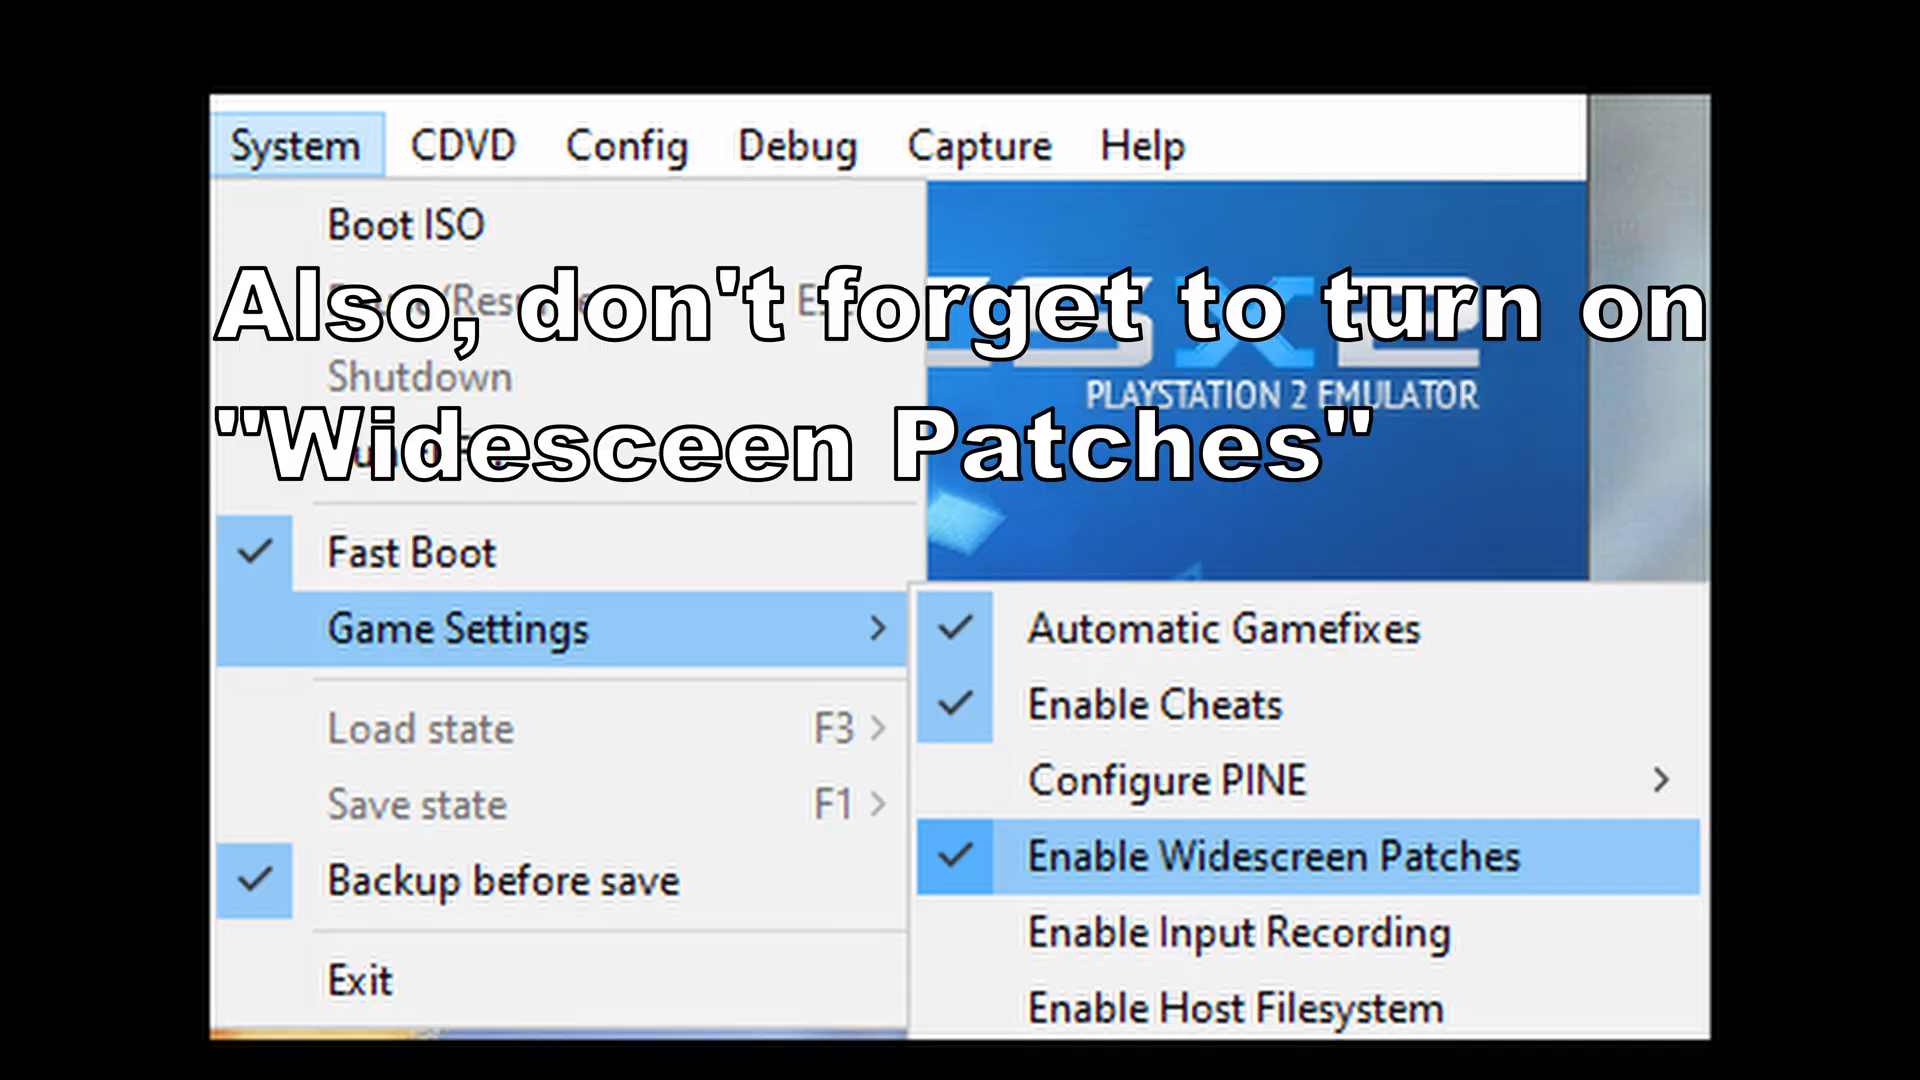 System CDVD Config Debug Capture Help
Boot ISO
Also, don't forget to turn on
Shutdown
PLAYSTATION 2 EMULATOR
"Widesceen Patches"
Fast Boot
Game Settings
Automatic Gamefixes
Enable Cheats
Load state F3
Configure PINE
Save state F1
Enable Widescreen Patches
Backup before save
Enable Input Recording
Exit
Enable Host Filesystem